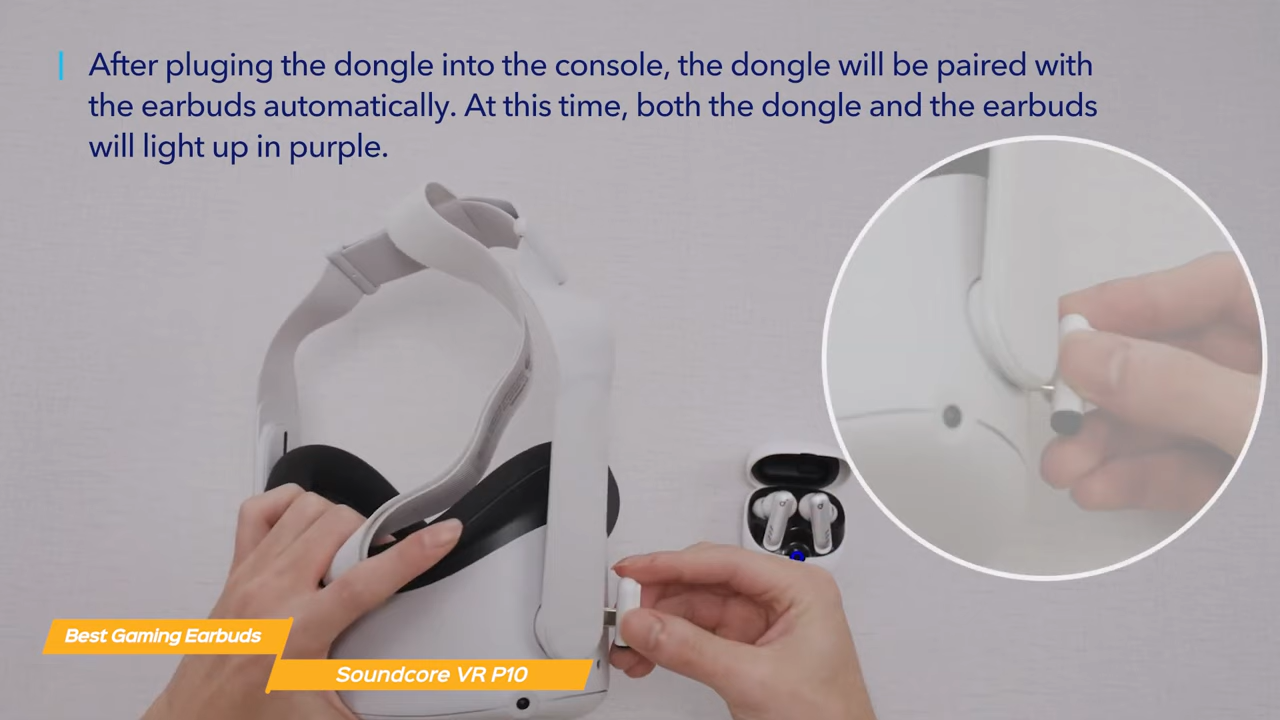 After pluging the dongle into the console, the dongle will be paired with
the earbuds automatically. At this time, both the dongle and the earbuds
will light up in purple.
Best Gaming Earbuds
Soundcore VR P10